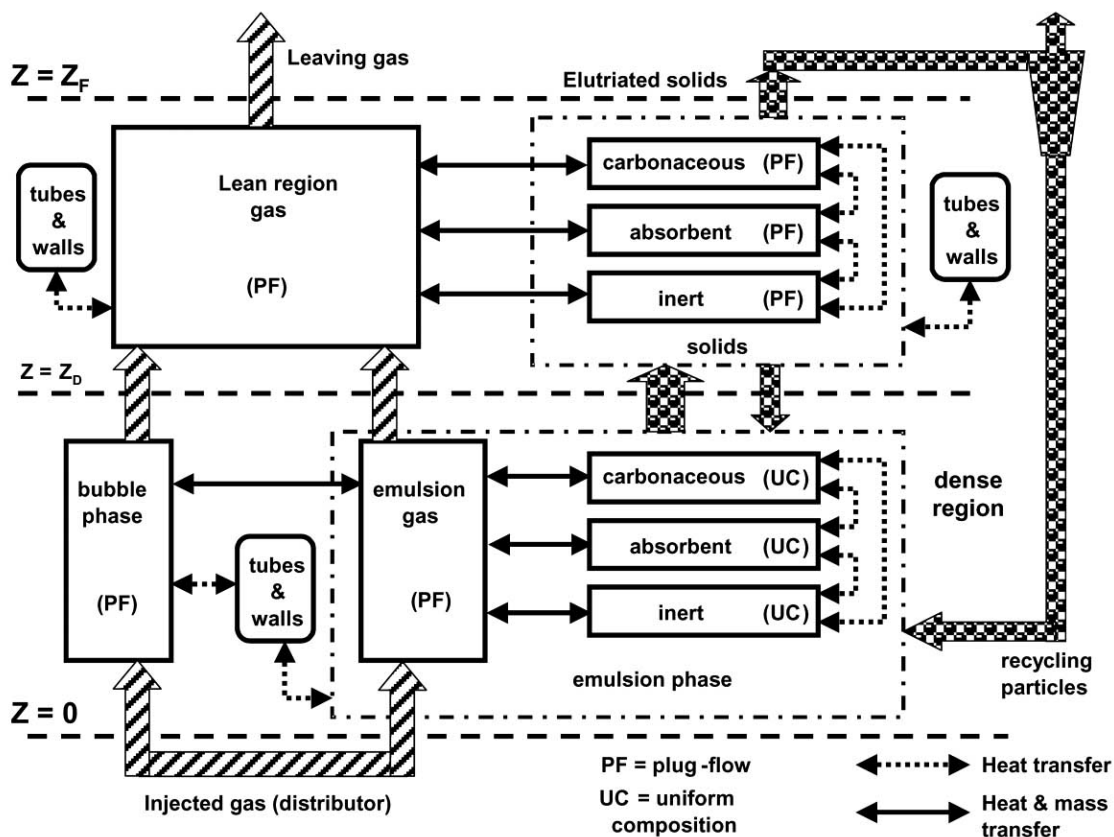 Leaving gas
Z = Z_F
Elutriated solids
Lean region
gas
(PF)
tubes
&
walls
carbonaceous (PF)
absorbent (PF)
inert (PF)
solids
tubes
&
walls
Z = Z_D
bubble
phase
(PF)
tubes
&
walls
emulsion
gas
(PF)
carbonaceous (UC)
absorbent (UC)
inert (UC)
emulsion phase
dense
region
recycling
particles
Z = 0
Injected gas (distributor)
PF = plug -flow
UC = uniform
composition
Heat transfer
Heat & mass
transfer